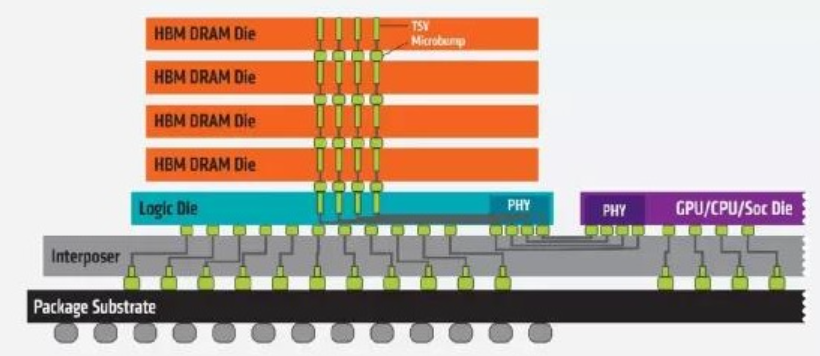 HBM DRAM Die
TSV
Microbump
HBM DRAM Die
HBM DRAM Die
HBM DRAM Die
Logic Die
PHY
PHY
GPU/CPU/Soc Die
Interposer
Package Substrate